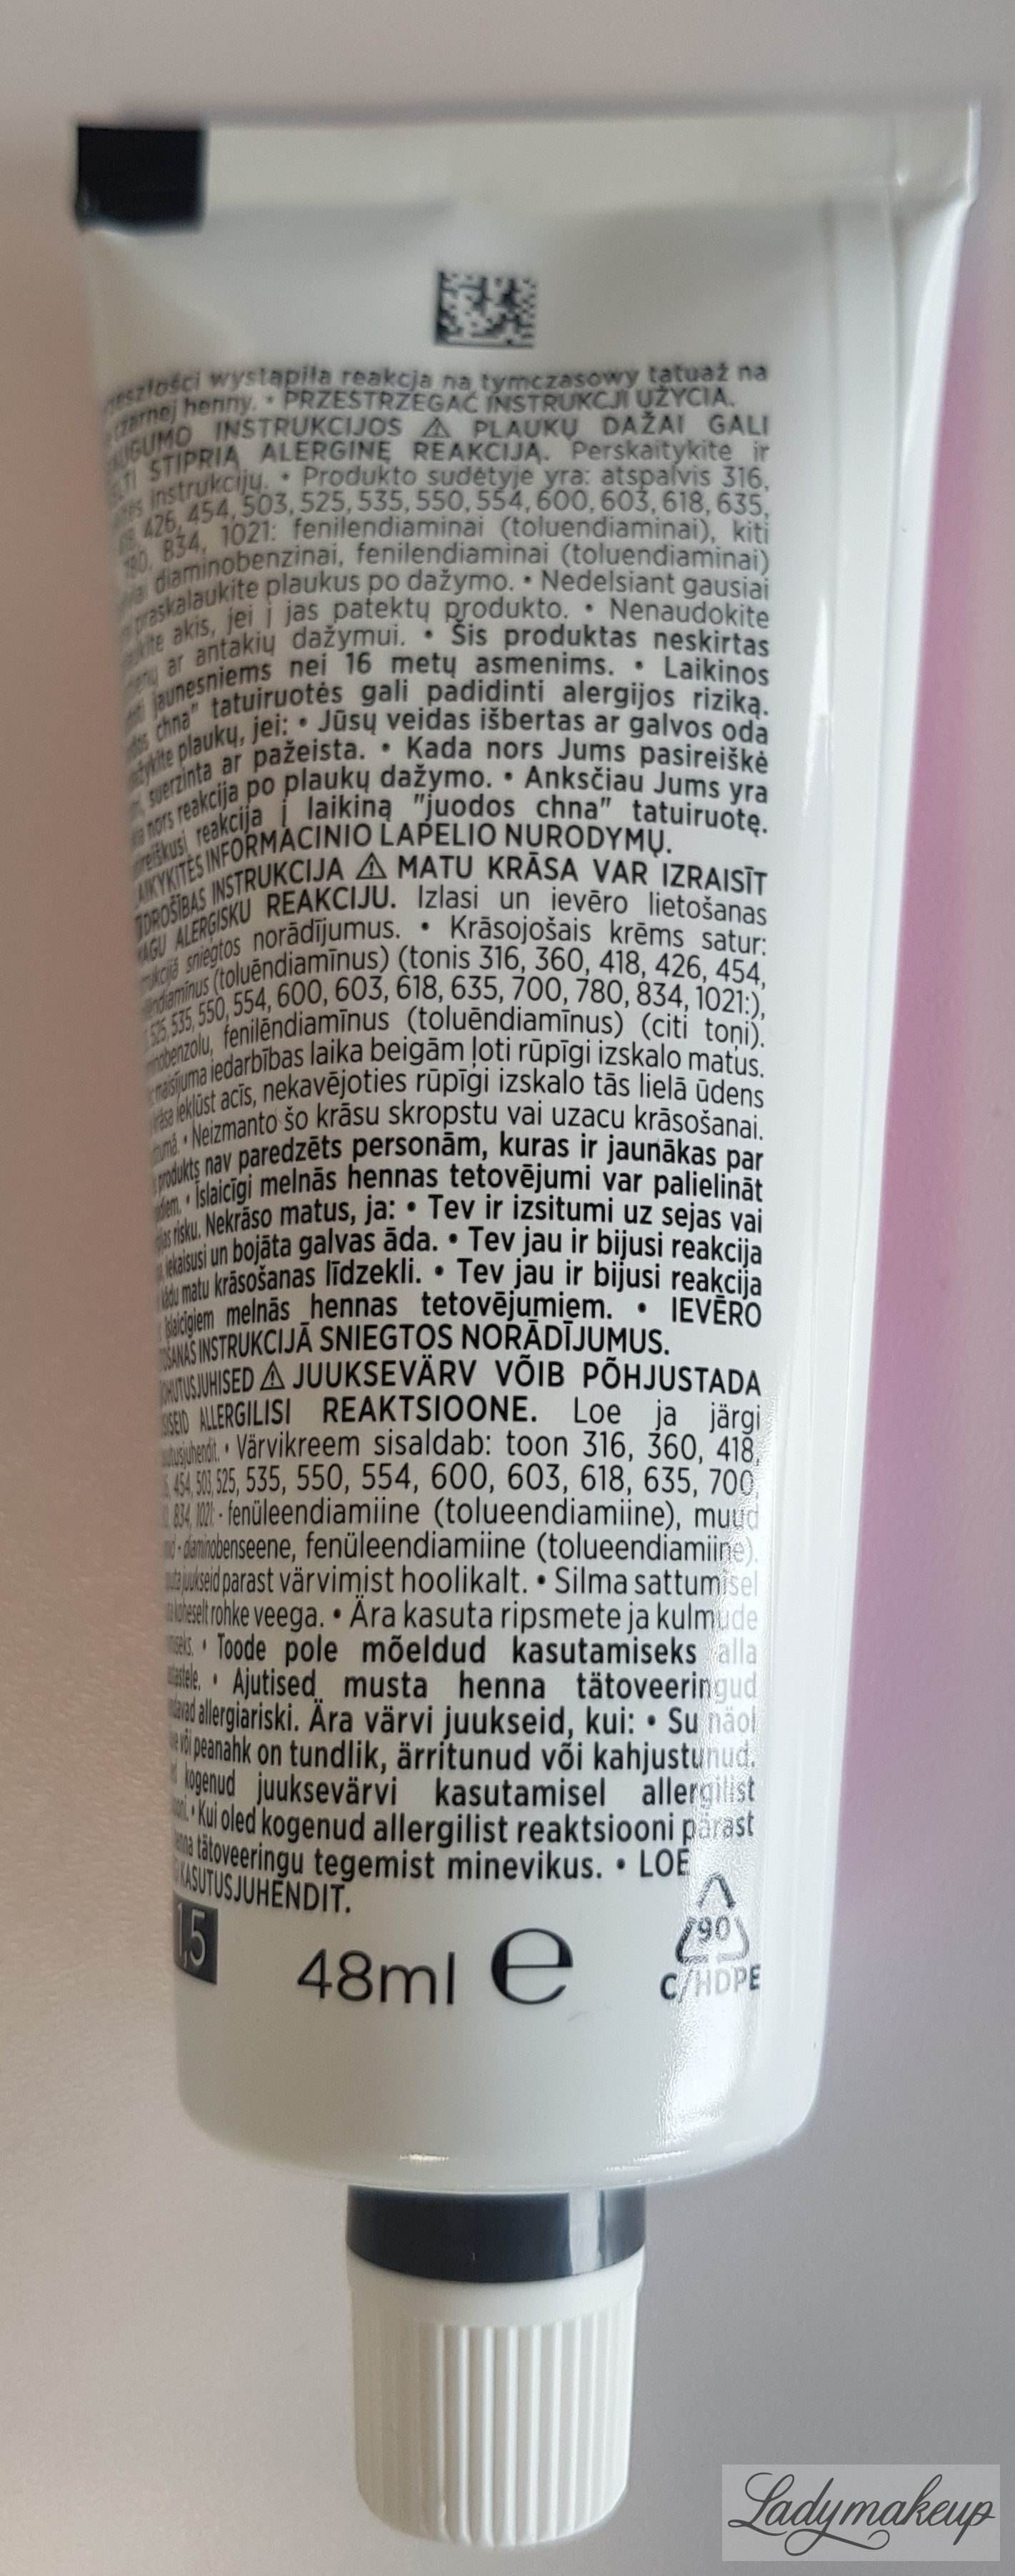 wystąpiła reakcja na tymczasowy tatuaż na
czarnej henny. • PRZESTRZEGAĆ INSTRUKCJI UŻYCIA.
INSTRUKCIJOS ⚠ PLAUKŲ DAŽAI GALI
STIPRIĄ ALERGINĘ REAKCIJĄ. Perskaitykite ir
instrukcijų. • Produkto sudėtyje yra: atspalvis 316,
426, 454, 503, 525, 535, 550, 554, 600, 603, 618, 635,
780, 834, 1021: fenilendiaminai (toluendiaminai), kiti
diaminobenzinai, fenilendiaminai (toluendiaminai)
praskalaukite plaukus po dažymo. • Nedelsiant gausiai
akis, jei į jas patektų produkto. • Nenaudokite
ar antakių dažymui. • Šis produktas neskirtas
jaunesniems nei 16 metų asmenims. • Laikinos
chna" tatuiruotės gali padidinti alergijos riziką.
plaukų, jei: • Jūsų veidas išbertas ar galvos oda
suerzinta ar pažeista. • Kada nors Jums pasireiškė
nors reakcija po plaukų dažymo. • Anksčiau Jums yra
reakcija į laikiną "juodos chna" tatuiruotę.
INFORMACINIO LAPELIO NURODYMŲ.
INSTRUKCIJA ⚠ MATU KRĀSA VAR IZRAISĪT
ALERĢISKU REAKCIJU. Izlasi un ievēro lietošanas
sniegtos norādījumus. • Krāsojošais krēms satur:
(toluēndiamīnus) (tonis 316, 360, 418, 426, 454,
525, 535, 550, 554, 600, 603, 618, 635, 700, 780, 834, 1021:),
fenilēndiamīnus (toluēndiamīnus) (citi toņi).
maisījuma iedarbības laika beigām ļoti rūpīgi izskalo matus.
krāsa iekļūst acīs, nekavējoties rūpīgi izskalo tās lielā ūdens
• Neizmanto šo krāsu skropstu vai uzacu krāsošanai.
produkts nav paredzēts personām, kuras ir jaunākas par
• Īslaicīgi melnās hennas tetovējumi var palielināt
risku. Nekrāso matus, ja: • Tev ir izsitumi uz sejas vai
iekaisusi un bojāta galvas āda. • Tev jau ir bijusi reakcija
kādu matu krāsošanas līdzekli. • Tev jau ir bijusi reakcija
īslaicīgiem melnās hennas tetovējumiem. • IEVĒRO
INSTRUKCIJĀ SNIEGTOS NORĀDĪJUMUS.
⚠ JUUKSEVÄRV VÕIB PÕHJUSTADA
ALLERGILISI REAKTSIOONE. Loe ja järgi
• Värvikreem sisaldab: toon 316, 360, 418,
454, 503, 525, 535, 550, 554, 600, 603, 618, 635, 700,
834, 1021: - fenüleendiamiine (tolueendiamiine), muud
- diaminobenseene, fenüleendiamiine (tolueendiamiine).
juukseid parast värvimist hoolikalt. • Silma sattumisel
koheselt rohke veega. • Ära kasuta ripsmete ja kulmude
• Toode pole mõeldud kasutamiseks alla
• Ajutised musta henna tätoveeringud
allergiariski. Ära värvi juukseid, kui: • Su näol
või peanahk on tundlik, ärritunud või kahjustunud.
kogenud juuksevärvi kasutamisel allergilist
• Kui oled kogenud allergilist reaktsiooni pärast
tätoveeringu tegemist minevikus. • LOE
KASUTUSJUHENDIT.
1,5 48ml e 90
C/HDPE
Ladymakeup